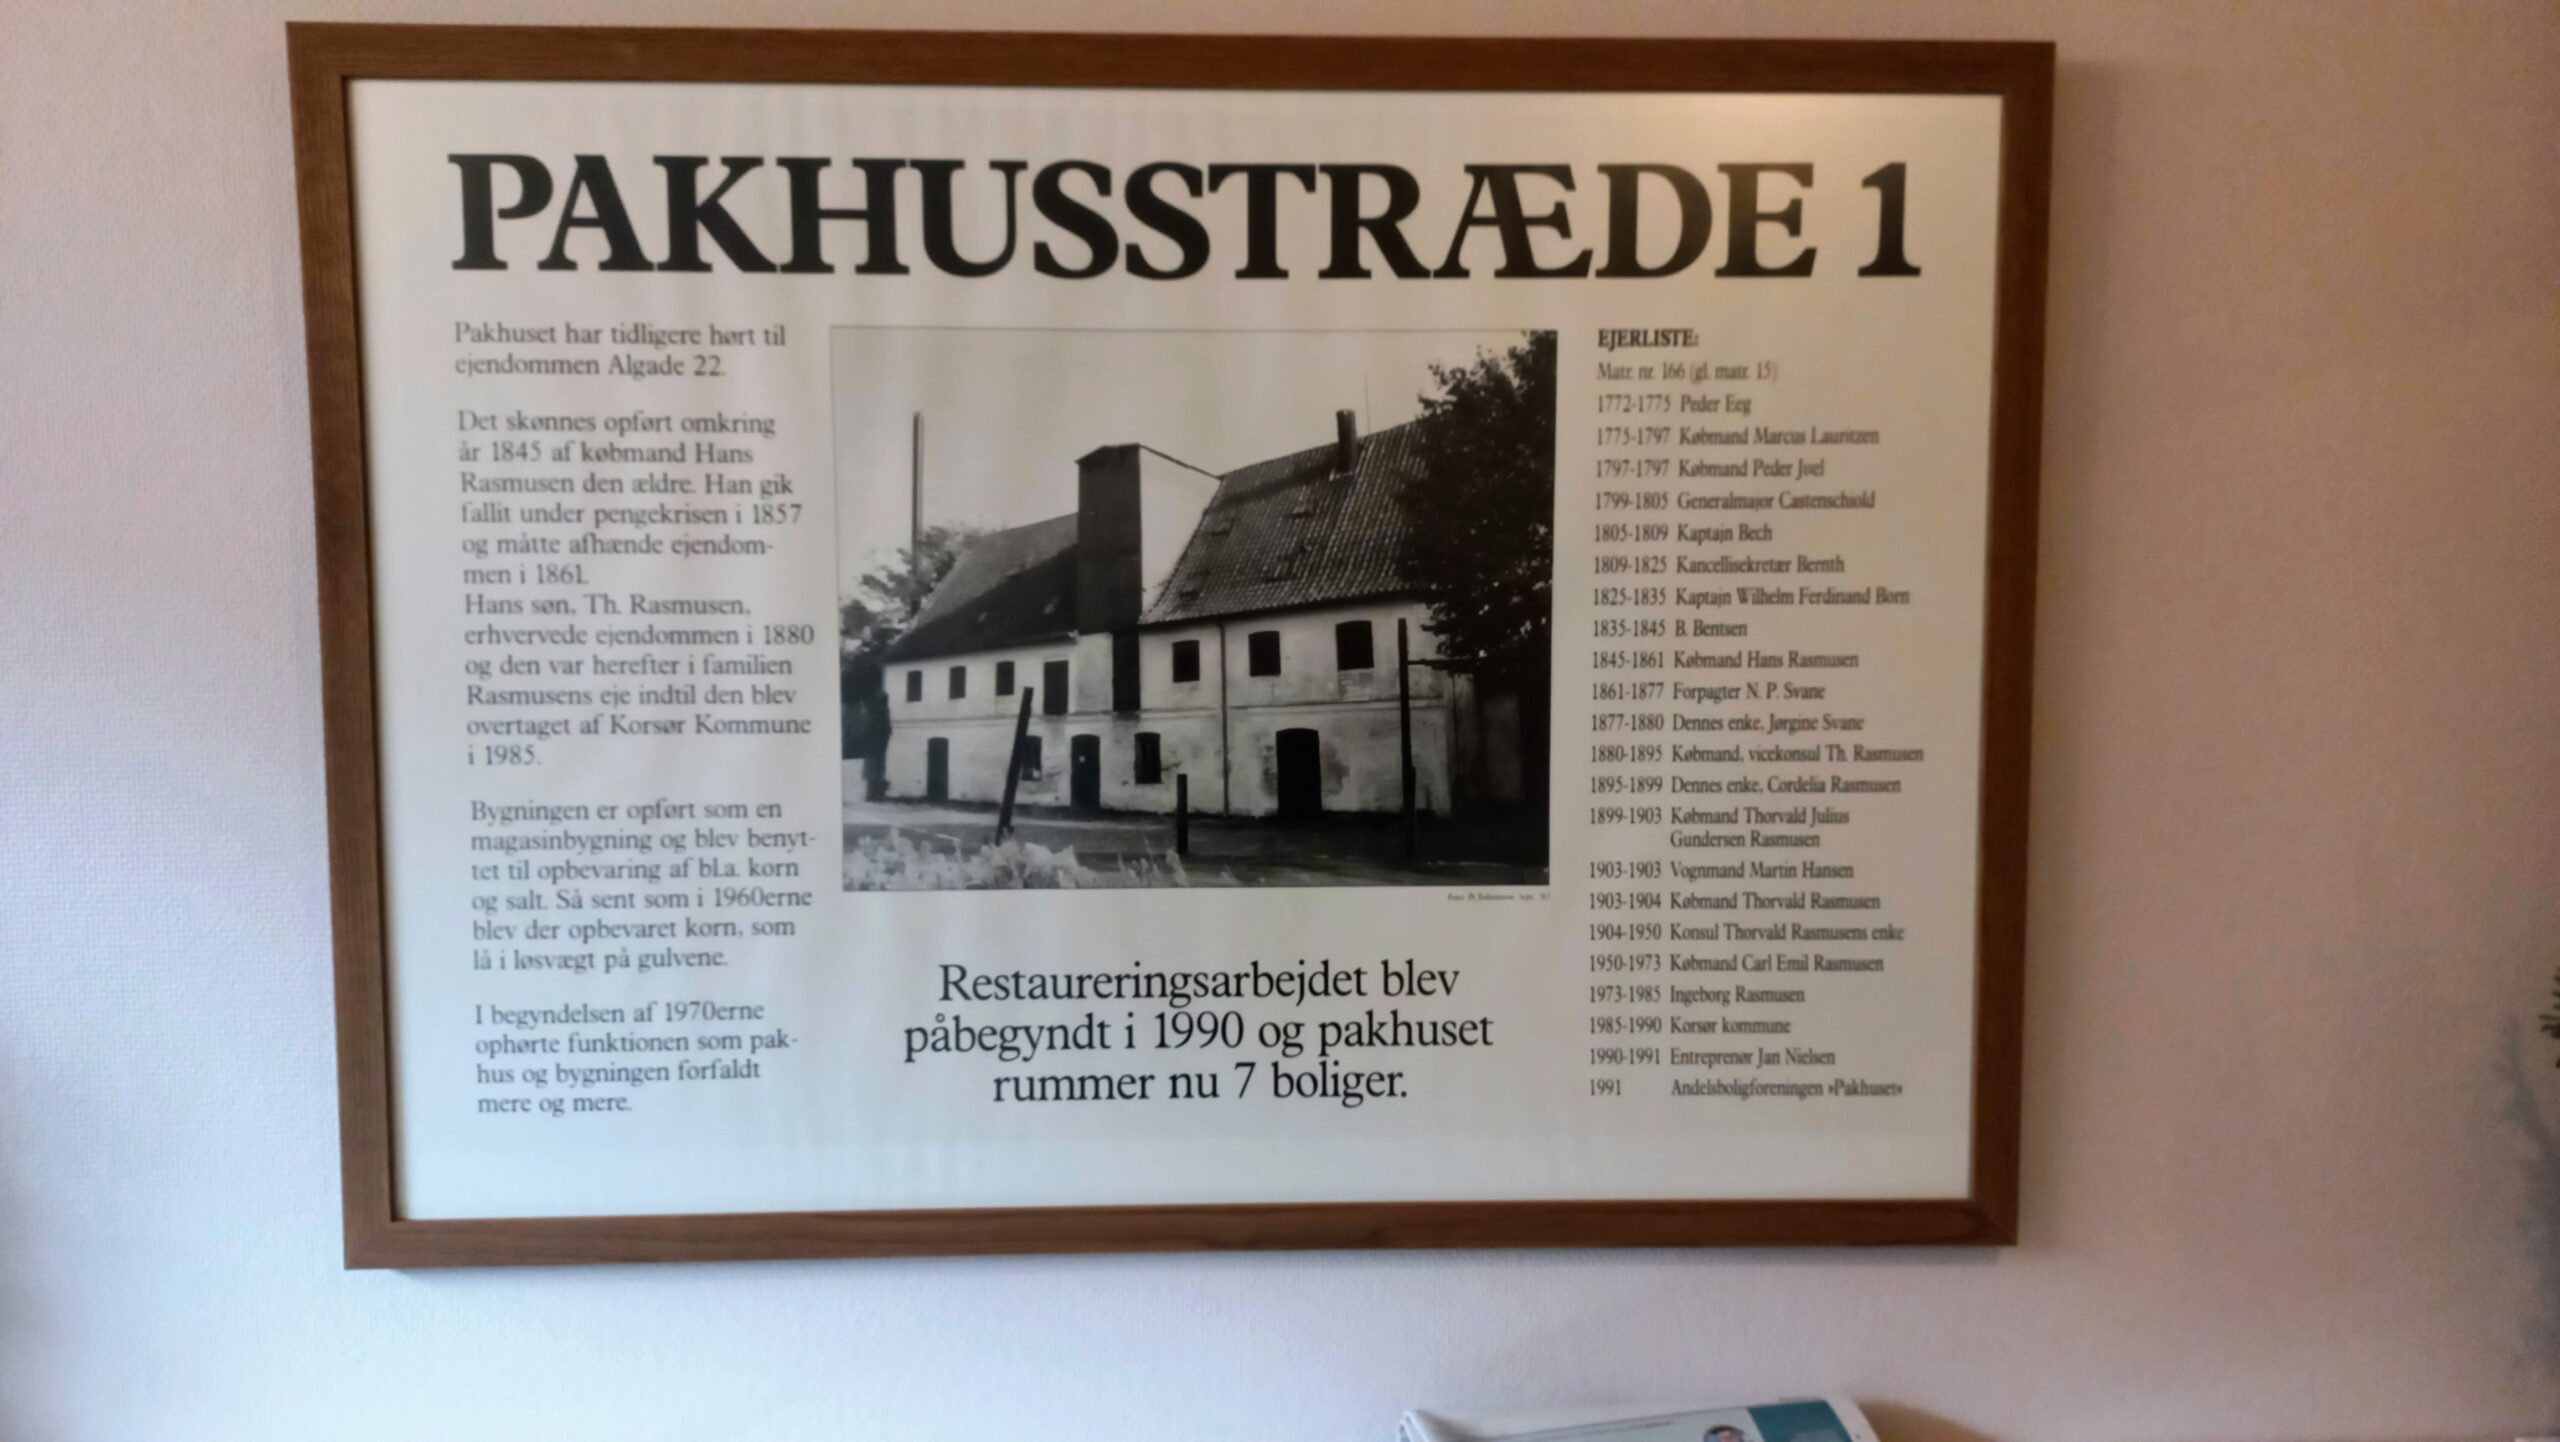 PAKHUSSTRÆDE 1
Pakhuset har tidligere hørt til
ejendommen Algade 22.
Det skønnes opført omkring
år 1845 af købmand Hans
Rasmusen den ældre. Han gik
fallit under pengekrisen i 1857
og måtte afhænde ejendom-
men i 1861.
Hans søn, Th. Rasmusen,
erhvervede ejendommen i 1880
og den var herefter i familien
Rasmusens eje indtil den blev
overtaget af Korsør Kommune
i 1985.
Bygningen er opført som en
magasinbygning og blev benyt-
tet til opbevaring af bl.a. korn
og salt. Så sent som i 1960erne
blev der opbevaret korn, som
lå i løsvægt på gulvene.
I begyndelsen af 1970erne
ophørte funktionen som pak-
hus og bygningen forfaldt
mere og mere.
Restaureringsarbejdet blev
påbegyndt i 1990 og pakhuset
rummer nu 7 boliger.
EJERLISTE:
Matr. nr. 166 (gl. matr. 15)
1772-1775 Peder Eeg
1775-1797 Købmand Marcus Lauritzen
1797-1797 Købmand Peder Juel
1799-1805 Generalmajor Castenschiold
1805-1809 Kaptajn Bech
1809-1825 Kancellisekretær Bernth
1825-1835 Kaptajn Wilhelm Ferdinand Born
1835-1845 B. Bentsen
1845-1861 Købmand Hans Rasmusen
1861-1877 Forpagter N. P. Svane
1877-1880 Dennes enke, Jørgine Svane
1880-1895 Købmand, vicekonsul Th. Rasmusen
1895-1899 Dennes enke, Cordelia Rasmusen
1899-1903 Købmand Thorvald Julius
Gundersen Rasmusen
1903-1903 Vognmand Martin Hansen
1903-1904 Købmand Thorvald Rasmusen
1904-1950 Konsul Thorvald Rasmusens enke
1950-1973 Købmand Carl Emil Rasmusen
1973-1985 Ingeborg Rasmusen
1985-1990 Korsør kommune
1990-1991 Entreprenør Jan Nielsen
1991 Andelsboligforeningen »Pakhuset«